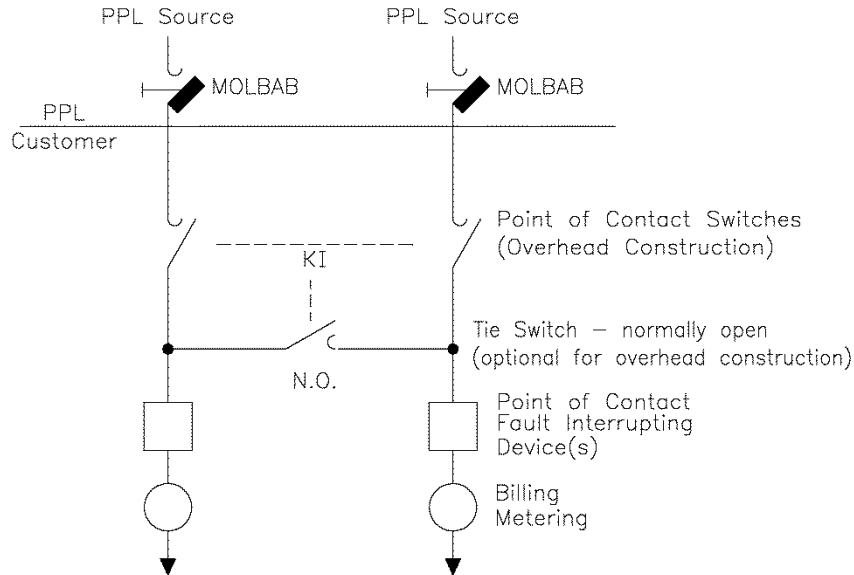 PPL Source
PPL Source
MOLBAB
MOLBAB
PPL
Customer
Point of Contact Switches
(Overhead Construction)
KI
Tie Switch – normally open
(optional for overhead construction)
N.O.
Point of Contact
Fault Interrupting
Device(s)
Billing
Metering